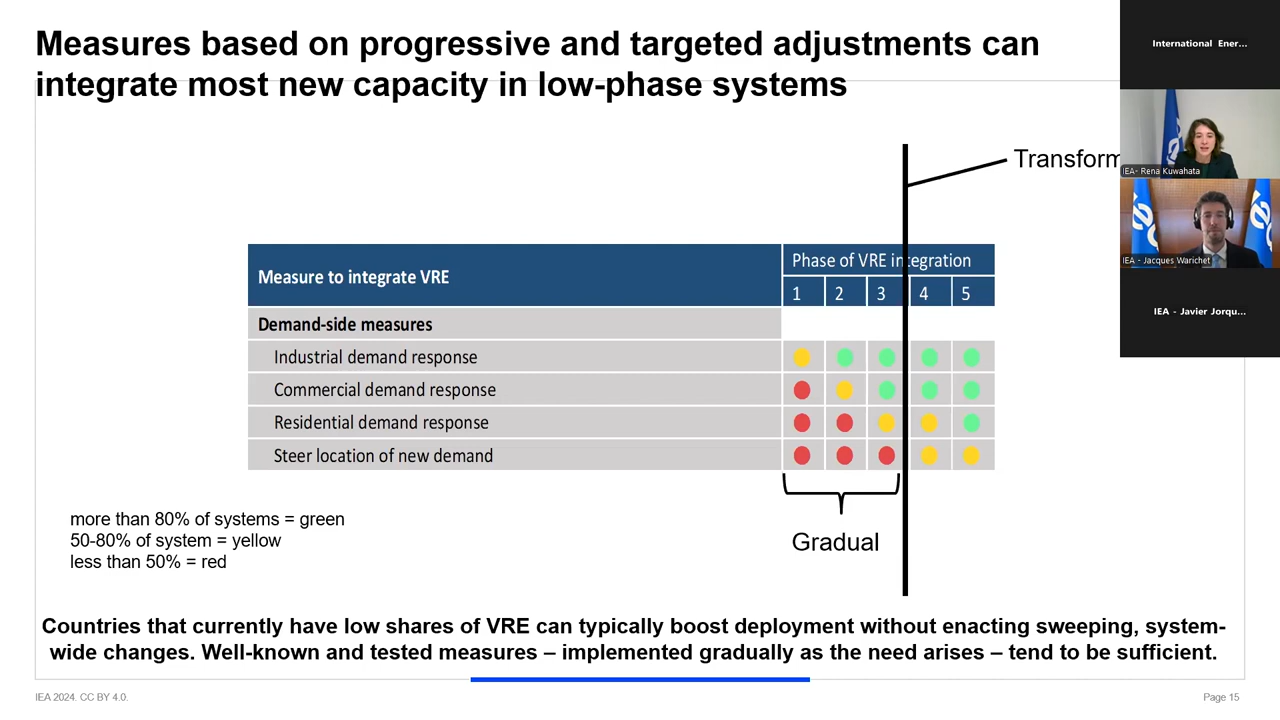 Measures based on progressive and targeted adjustments can
integrate most new capacity in low-phase systems
International Ener...
IEA- Rena Kuwahata
IEA - Jacques Warichet
IEA - Javier Jorqu...
Transform
Measure to integrate VRE
Phase of VRE integration
1 2 3 4 5
Demand-side measures
Industrial demand response
Commercial demand response
Residential demand response
Steer location of new demand
Gradual
more than 80% of systems = green
50-80% of system = yellow
less than 50% = red
Countries that currently have low shares of VRE can typically boost deployment without enacting sweeping, system-
wide changes. Well-known and tested measures – implemented gradually as the need arises – tend to be sufficient.
IEA 2024. CC BY 4.0.
Page 15